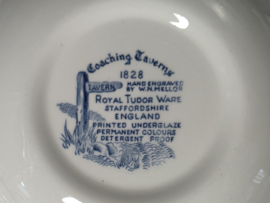 Coaching Taverns
1828
TAVERN
HAND ENGRAVED
BY W.N. MELLOR
ROYAL TUDOR WARE
STAFFORDSHIRE
ENGLAND
PRINTED UNDERGLAZE
PERMANENT COLOURS
DETERGENT PROOF